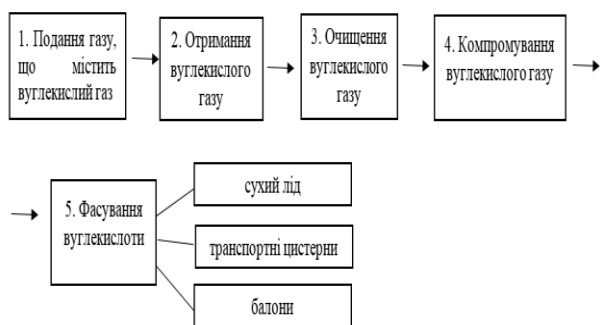 1. Подання газу,
що містить
вуглекислий газ
2. Отримання
вуглекислого
газу
3. Очищення
вуглекислого
газу
4. Компромування
вуглекислого газу
5. Фасування
вуглекислоти
сухий лід
транспортні цистерни
балони